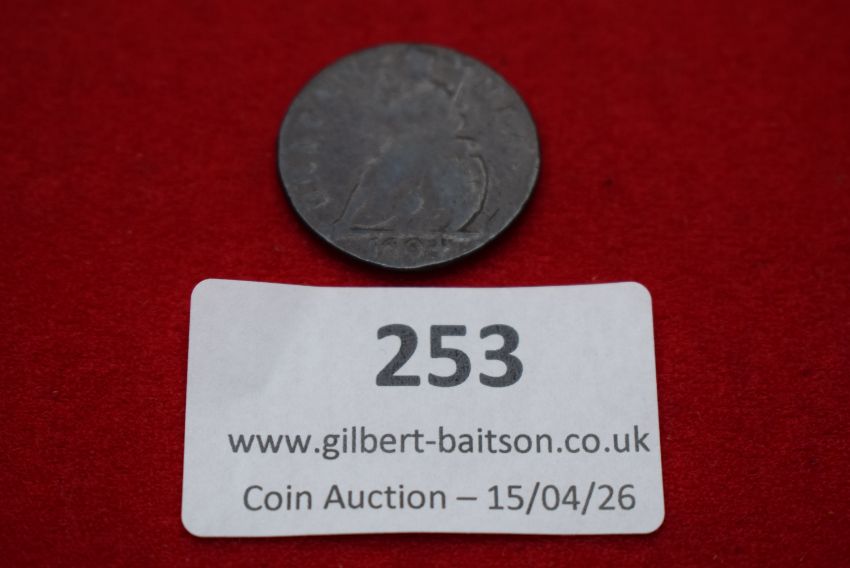 253
www.gilbert-baitson.co.uk
Coin Auction – 15/04/26